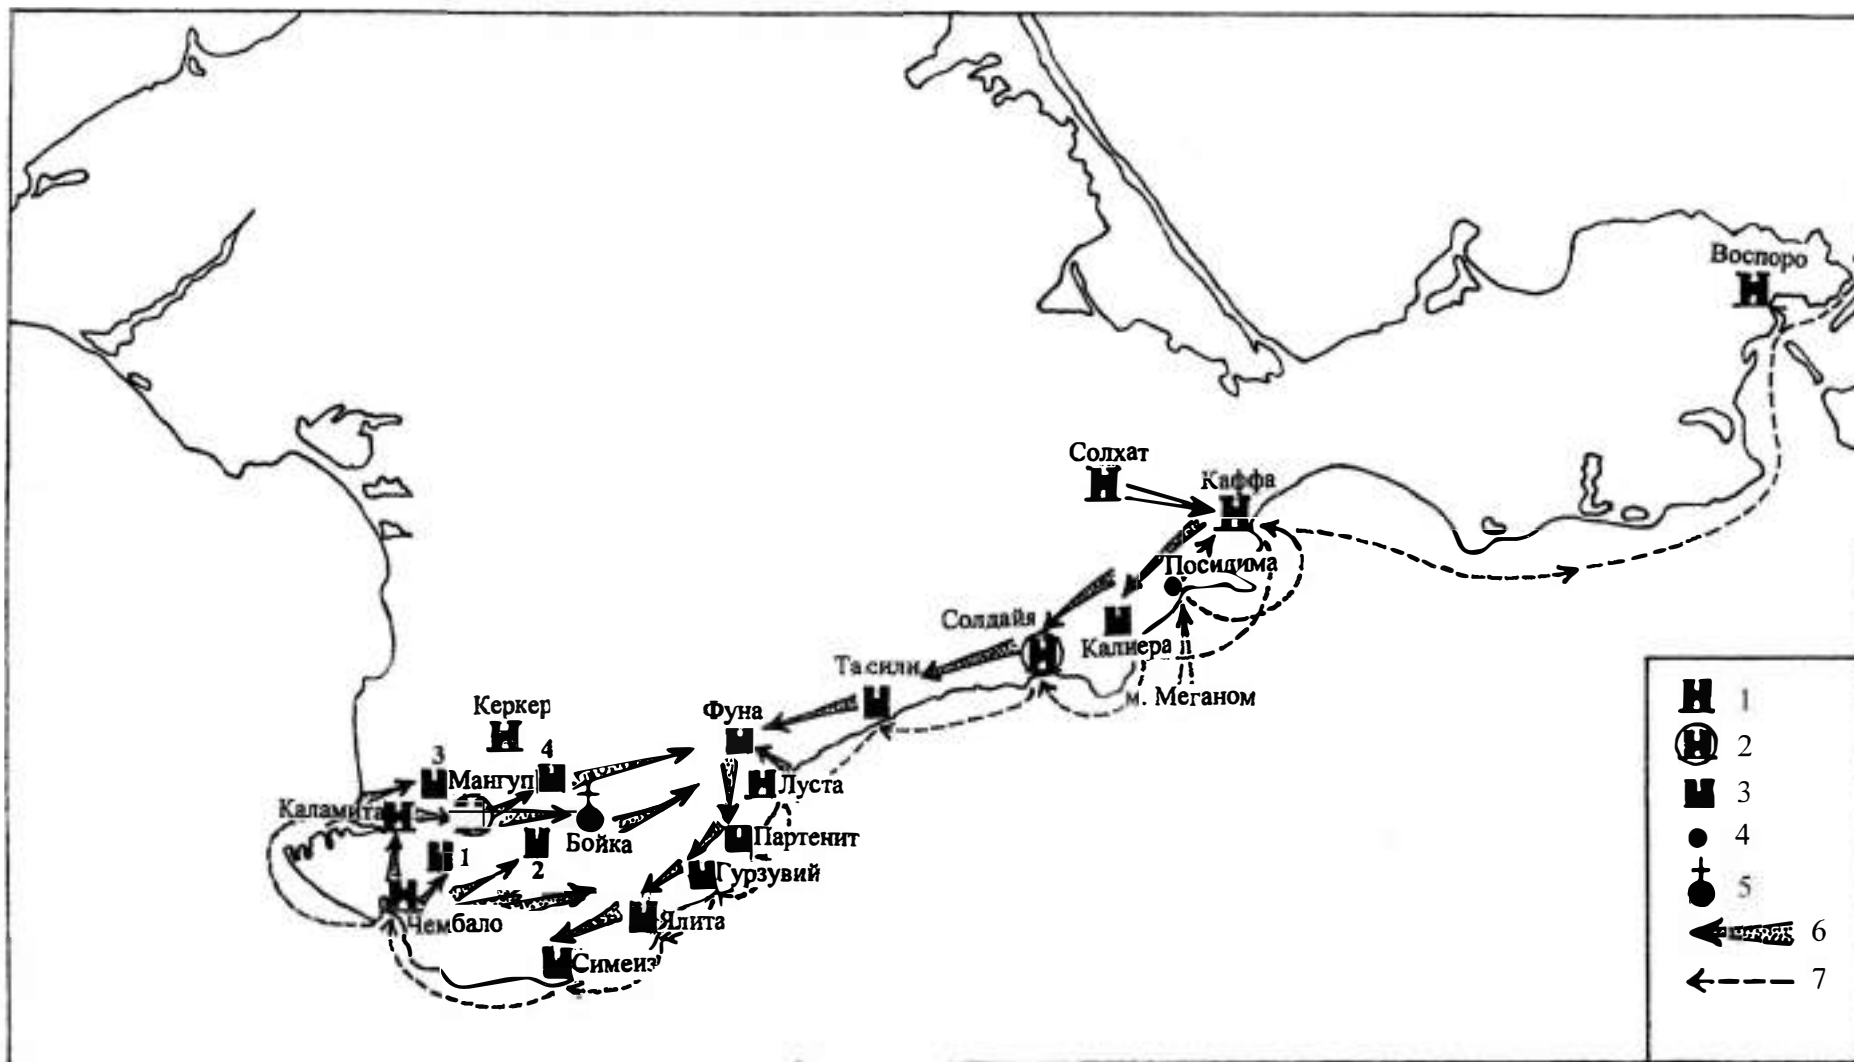 Воспоро
Солхат
Каффа
Посидима
Солдайя
Калиера
Тасили
м. Меганом
Керкер
Фуна
3
4
Мангуп
Луста
Каламита
Бойка
Партенит
1
2
Гурзувий
Чембало
Ялита
Симеиз
1
2
3
4
5
6
7